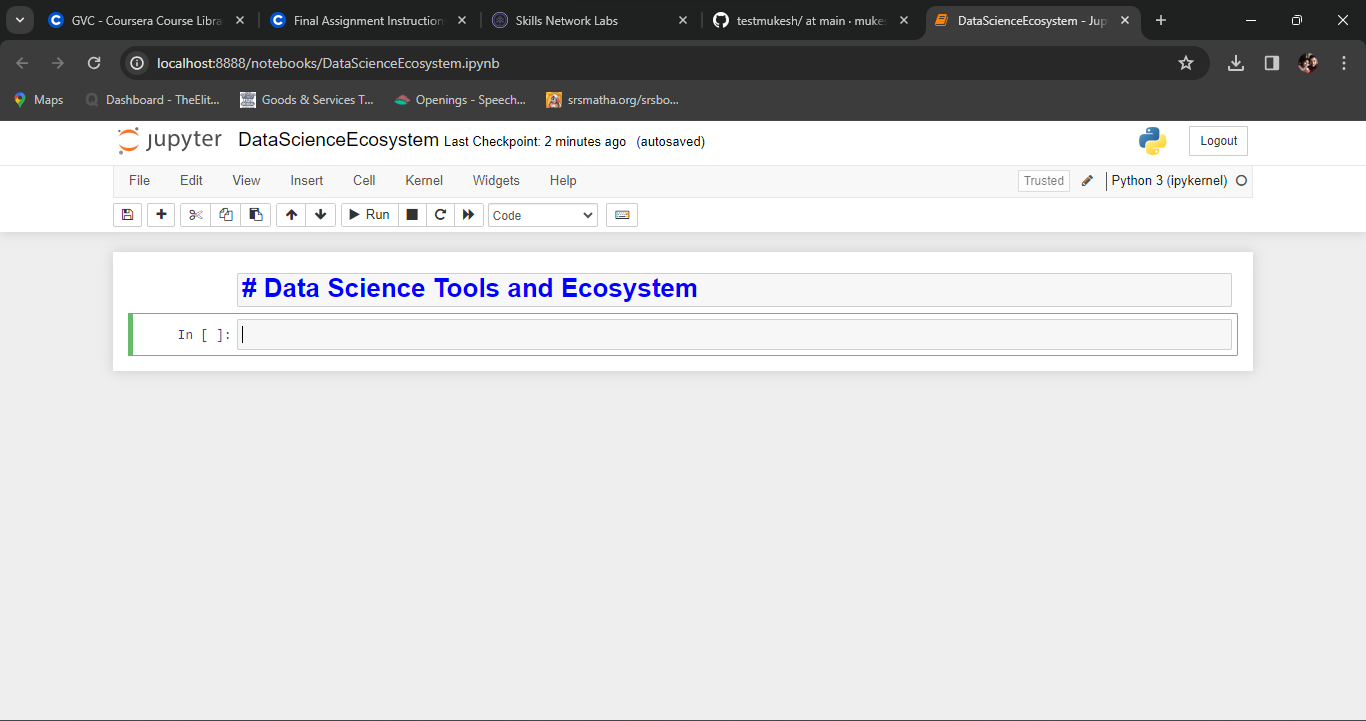 GVC - Coursera Course Libra
Final Assignment Instruction
Skills Network Labs
testmukesh/ at main · muke
DataScienceEcosystem - Jup
localhost:8888/notebooks/DataScienceEcosystem.ipynb
Maps
Dashboard - TheElit...
Goods & Services T...
Openings - Speech...
srsmatha.org/srsbo...
jupyter DataScienceEcosystem Last Checkpoint: 2 minutes ago (autosaved)
Logout
File Edit View Insert Cell Kernel Widgets Help
Trusted
Python 3 (ipykernel)
Run
Code
# Data Science Tools and Ecosystem
In [ ]: